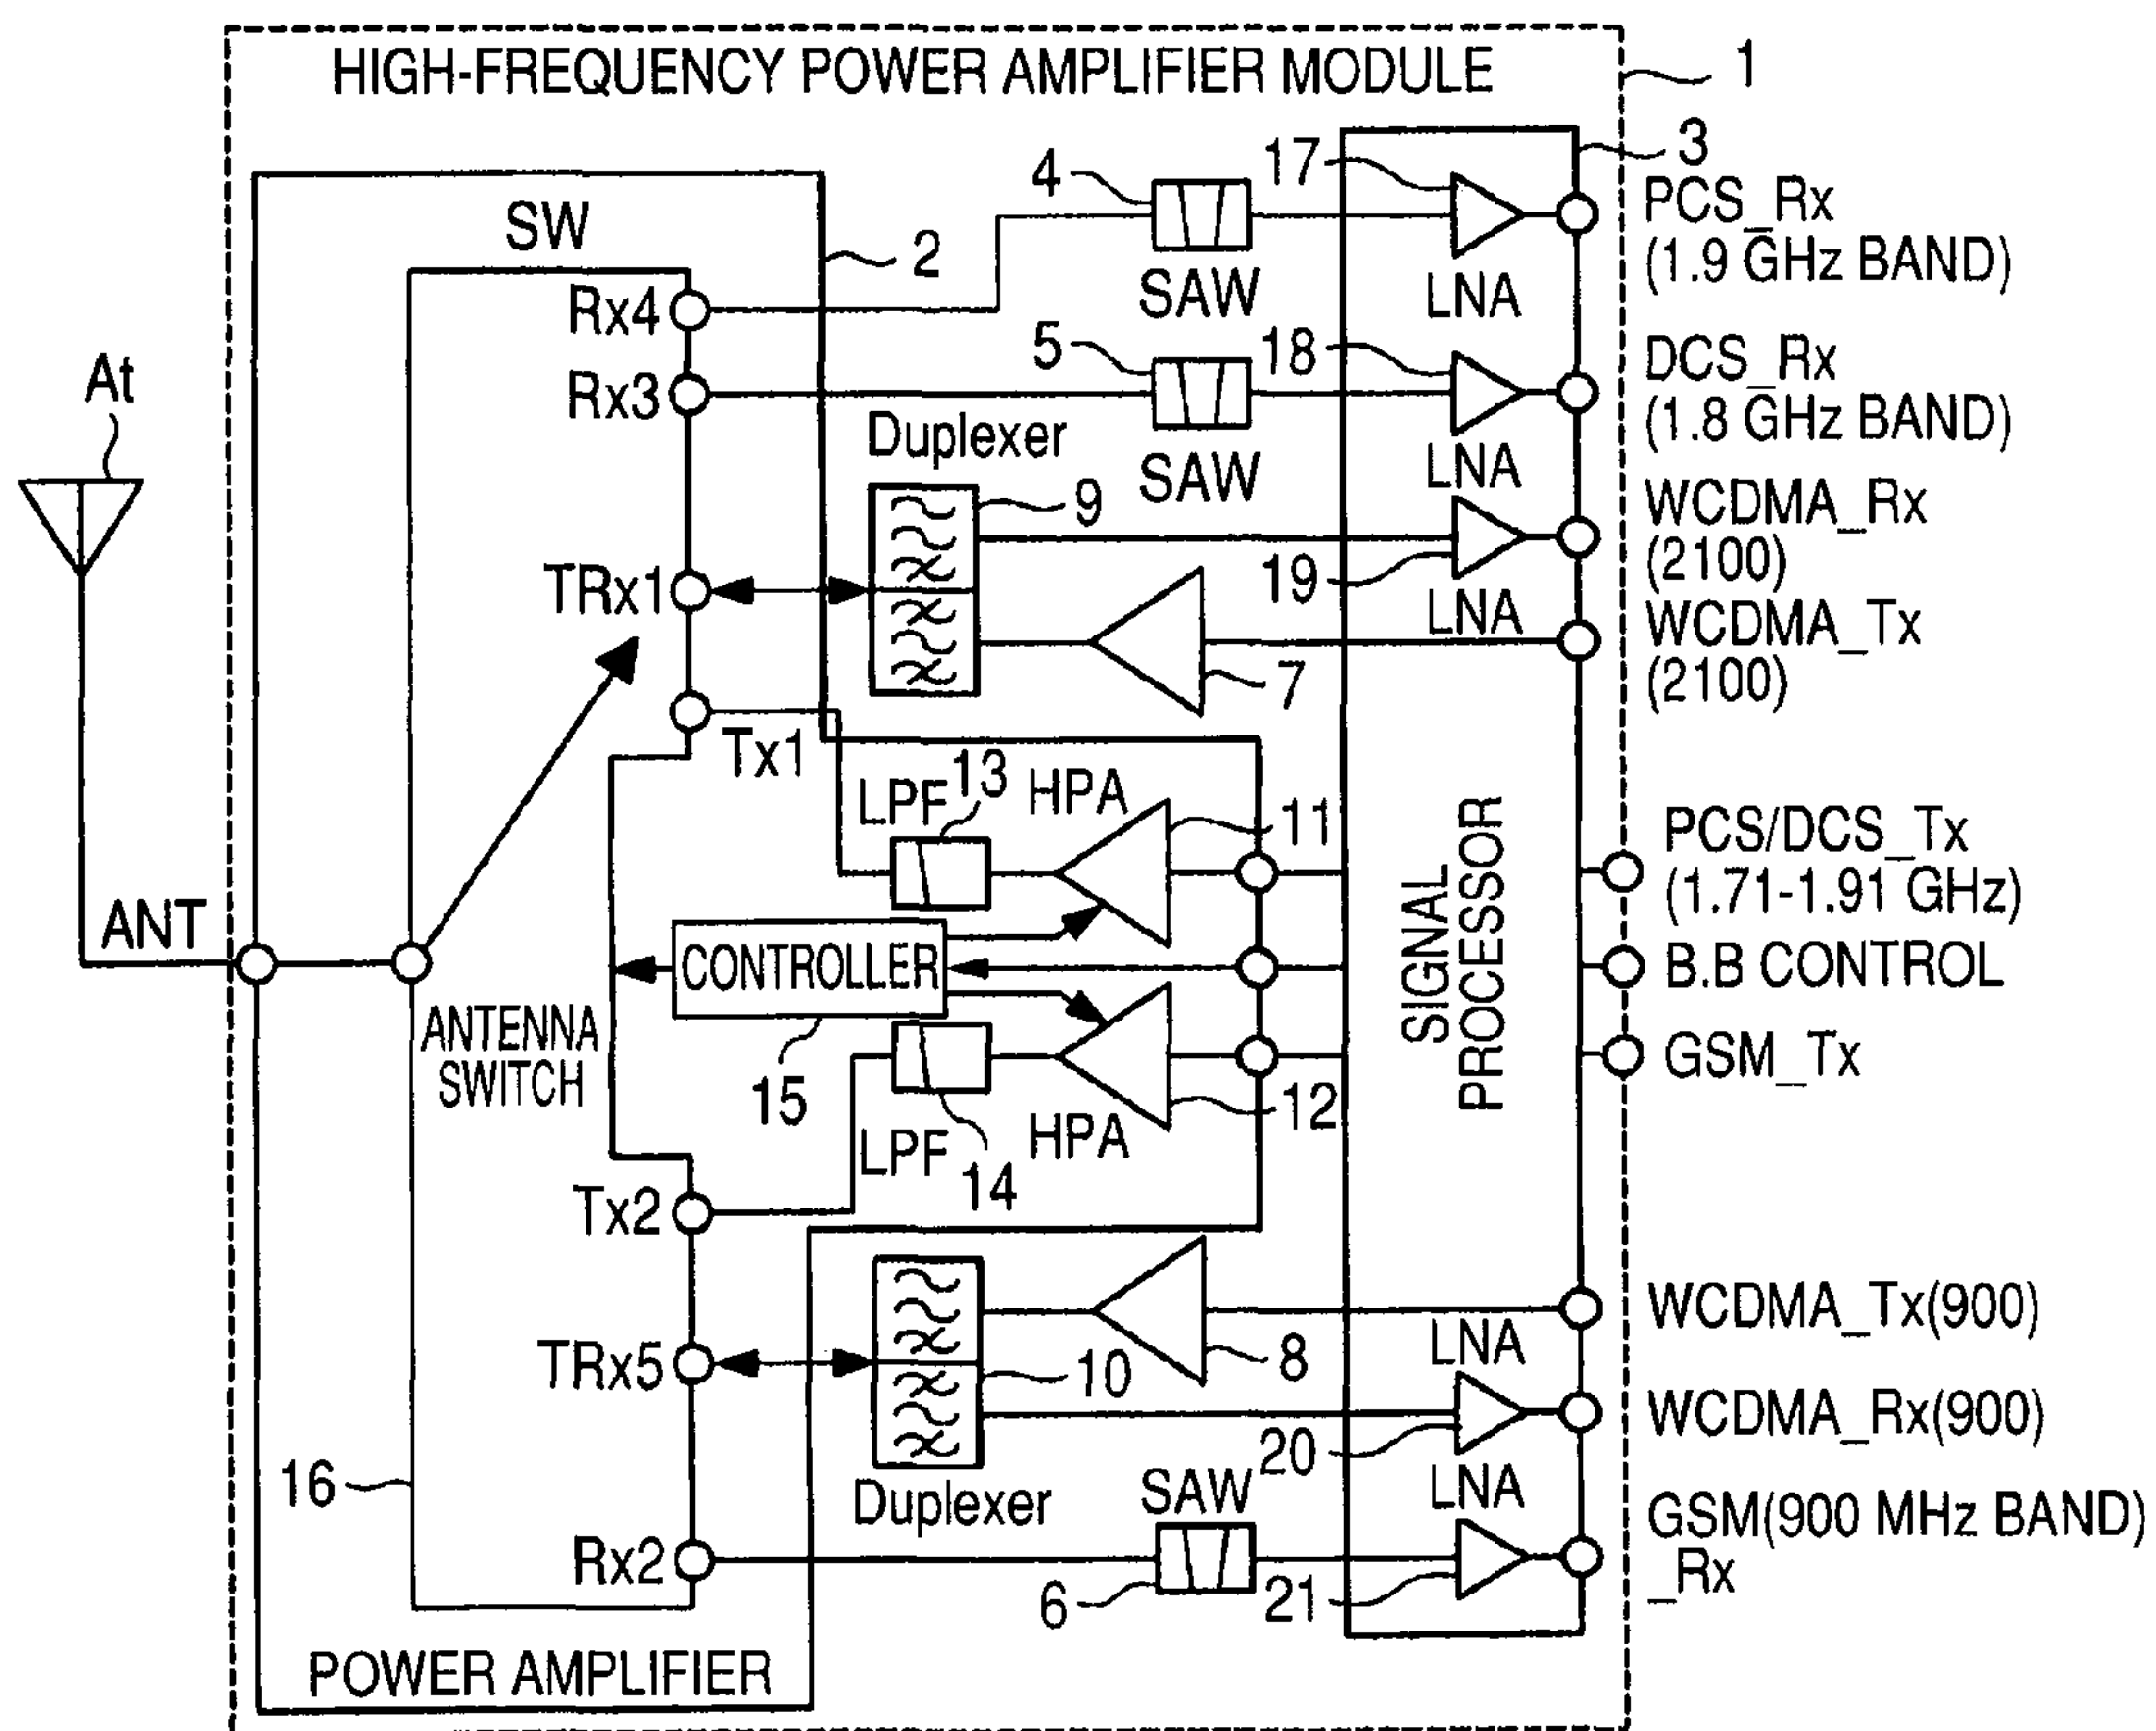 HIGH-FREQUENCY POWER AMPLIFIER MODULE
1
3
17
4
PCS_Rx
(1.9 GHz BAND)
SW
2
SAW
LNA
Rx4
5
18
DCS_Rx
(1.8 GHz BAND)
At
Rx3
Duplexer
SAW
LNA
9
WCDMA_Rx
(2100)
TRx1
19
LNA
WCDMA_Tx
(2100)
7
Tx1
LPF
13
HPA
11
PCS/DCS_Tx
(1.71-1.91 GHz)
ANT
CONTROLLER
SIGNAL
PROCESSOR
B.B CONTROL
ANTENNA
SWITCH
GSM_Tx
15
12
LPF
14
HPA
Tx2
WCDMA_Tx(900)
LNA
8
TRx5
10
WCDMA_Rx(900)
20
16
Duplexer
SAW
LNA
GSM(900 MHz BAND)
_Rx
Rx2
6
21
POWER AMPLIFIER